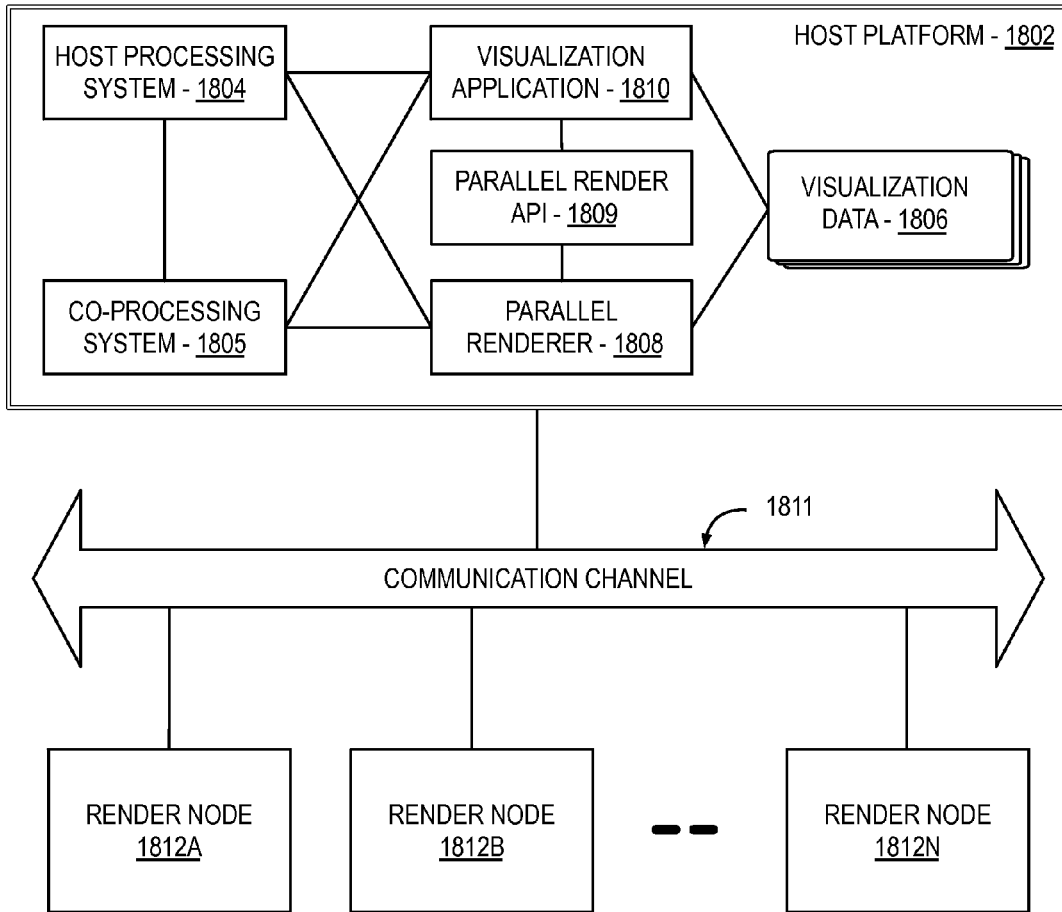 HOST PLATFORM - 1802
HOST PROCESSING
SYSTEM - 1804
VISUALIZATION
APPLICATION - 1810
PARALLEL RENDER
API - 1809
VISUALIZATION
DATA - 1806
CO-PROCESSING
SYSTEM - 1805
PARALLEL
RENDERER - 1808
1811
COMMUNICATION CHANNEL
RENDER NODE
1812A
RENDER NODE
1812B
RENDER NODE
1812N